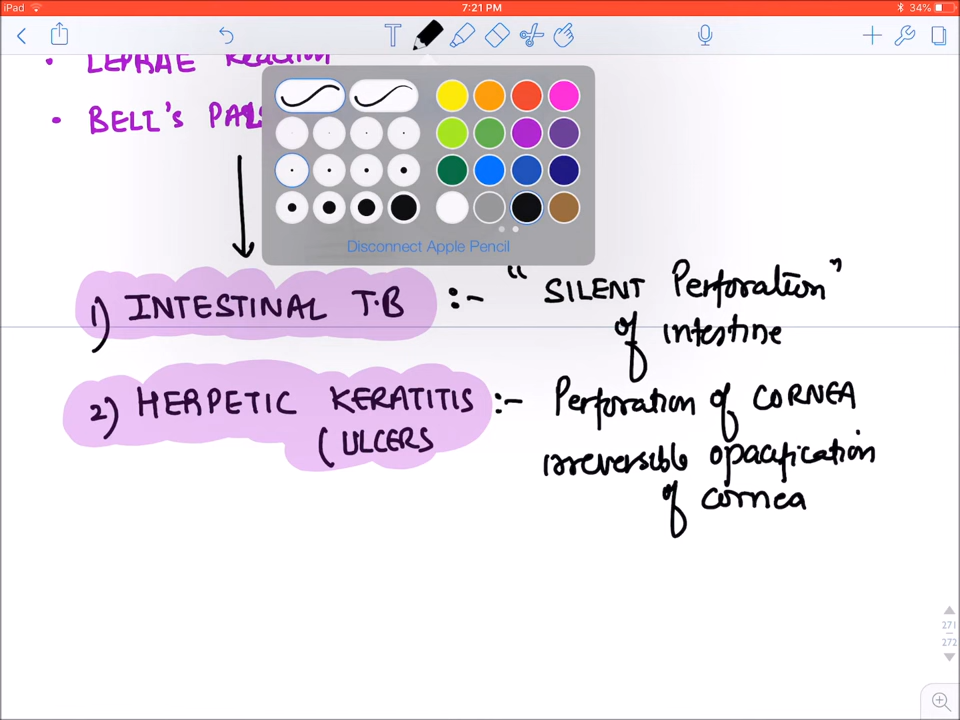 iPad 7:21 PM 34%
T
• LEPRAE Reaction
• BELL's
Disconnect Apple Pencil
1) INTESTINAL T.B :- "SILENT Perforation"
of intestine
2) HERPETIC KERATITIS :- Perforation of CORNEA
(ULCERS
irreversible opacification
of cornea
271
272